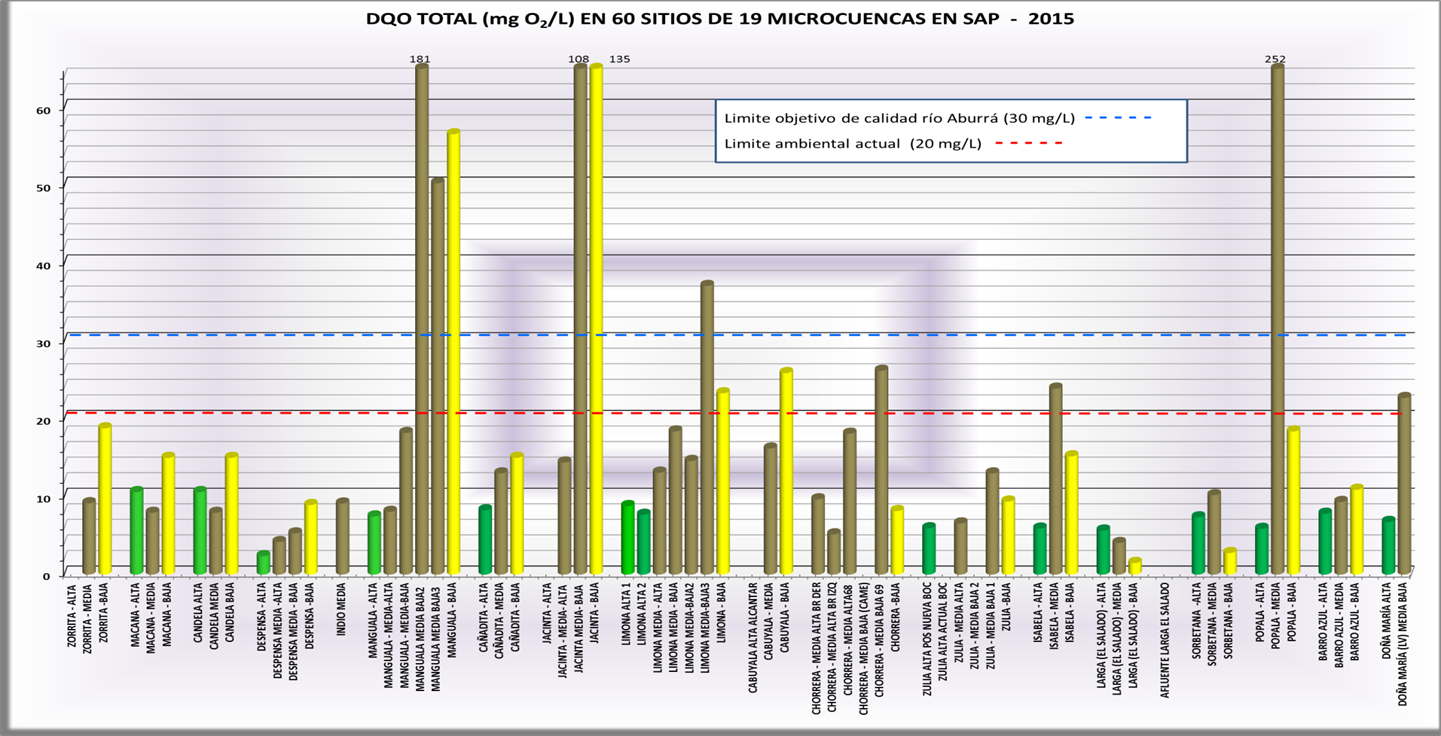 DQO TOTAL (mg O₂/L) EN 60 SITIOS DE 19 MICROCUENCAS EN SAP - 2015
181
108
135
252
Limite objetivo de calidad río Aburrá (30 mg/L)
Limite ambiental actual (20 mg/L)
60
50
40
30
20
10
0
ZORRITA - ALTA
ZORRITA - MEDIA
ZORRITA -BAJA
MACANA - ALTA
MACANA - MEDIA
MACANA - BAJA
CANDELA ALTA
CANDELA MEDIA
CANDELA BAJA
DESPENSA - ALTA
DESPENSA MEDIA -ALTA
DESPENSA MEDIA - BAJA
DESPENSA -BAJA
INDIO MEDIA
MANGUALA - ALTA
MANGUALA - MEDIA-ALTA
MANGUALA - MEDIA-BAJA
MANGUALA MEDIA BAJA2
MANGUALA MEDIA BAJA3
MANGUALA - BAJA
CAÑADITA - ALTA
CAÑADITA - MEDIA
CAÑADITA - BAJA
JACINTA - ALTA
JACINTA - MEDIA-ALTA
JACINTA MEDIA-BAJA
JACINTA - BAJA
LIMONA ALTA 1
LIMONA ALTA 2
LIMONA MEDIA - ALTA
LIMONA MEDIA - BAJA
LIMONA MEDIA-BAJA2
LIMONA MEDIA-BAJA3
LIMONA - BAJA
CABUYALA ALTA ALCANTAR
CABUYALA - MEDIA
CABUYALA - BAJA
CHORRERA - MEDIA ALTA BR DER
CHORRERA - MEDIA ALTA BR IZQ
CHORRERA - MEDIA ALTA68
CHORRERA - MEDIA BAJA (CAME)
CHORRERA - MEDIA BAJA 69
CHORRERA -BAJA
ZULIA ALTA POS NUEVA BOC
ZULIA ALTA ACTUAL BOC
ZULIA - MEDIA ALTA
ZULIA - MEDIA BAJA 2
ZULIA - MEDIA BAJA 1
ZULIA -BAJA
ISABELA - ALTA
ISABELA - MEDIA
ISABELA - BAJA
LARGA (EL SALADO) - ALTA
LARGA (EL SALADO) - MEDIA
LARGA (EL SALADO) - BAJA
AFLUENTE LARGA EL SALADO
SORBETANA -ALTA
SORBETANA - MEDIA
SORBETANA - BAJA
POPALA - ALTA
POPALA - MEDIA
POPALA - BAJA
BARRO AZUL - ALTA
BARRO AZUL - MEDIA
BARRO AZUL - BAJA
DOÑA MARÍA ALTA
DOÑA MARÍA (LV) MEDIA BAJA